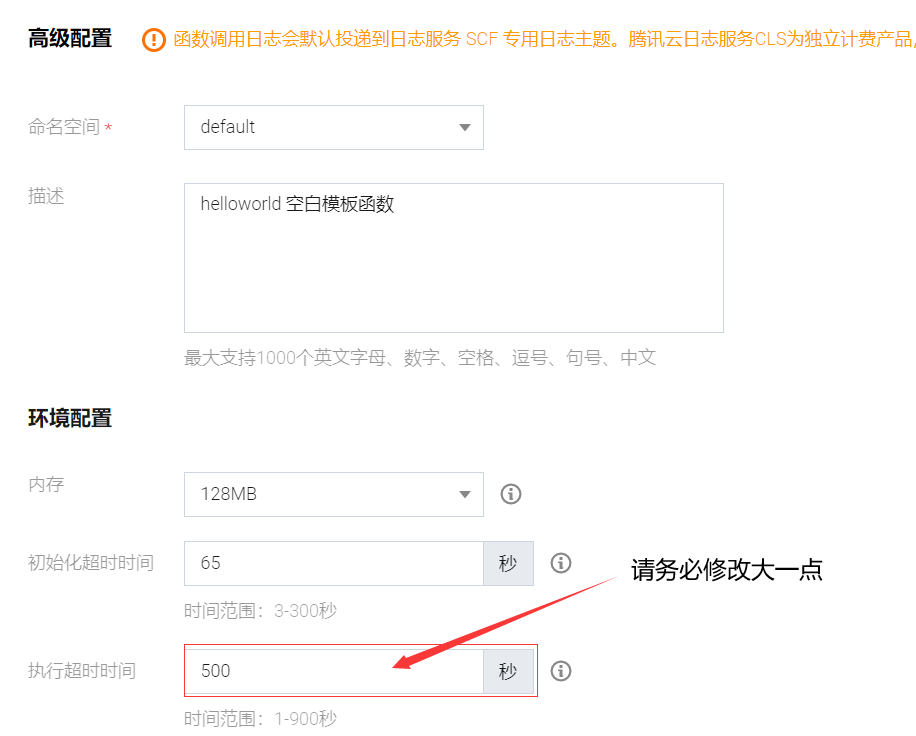 高级配置
函数调用日志会默认投递到日志服务 SCF 专用日志主题。腾讯云日志服务CLS为独立计费产品,
命名空间 *
default
描述
helloworld 空白模板函数
最大支持1000个英文字母、数字、空格、逗号、句号、中文
环境配置
内存
128MB
初始化超时时间
65
秒
请务必修改大一点
时间范围：3-300秒
执行超时时间
500
秒
时间范围：1-900秒